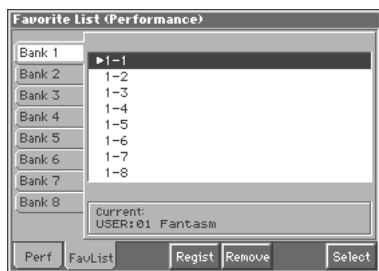 Favorite List (Performance)
Bank 1
Bank 2
Bank 3
Bank 4
Bank 5
Bank 6
Bank 7
Bank 8
▶1-1
1-2
1-3
1-4
1-5
1-6
1-7
1-8
Current:
USER:01 Fantasm
Perf FavList Regist Remove Select